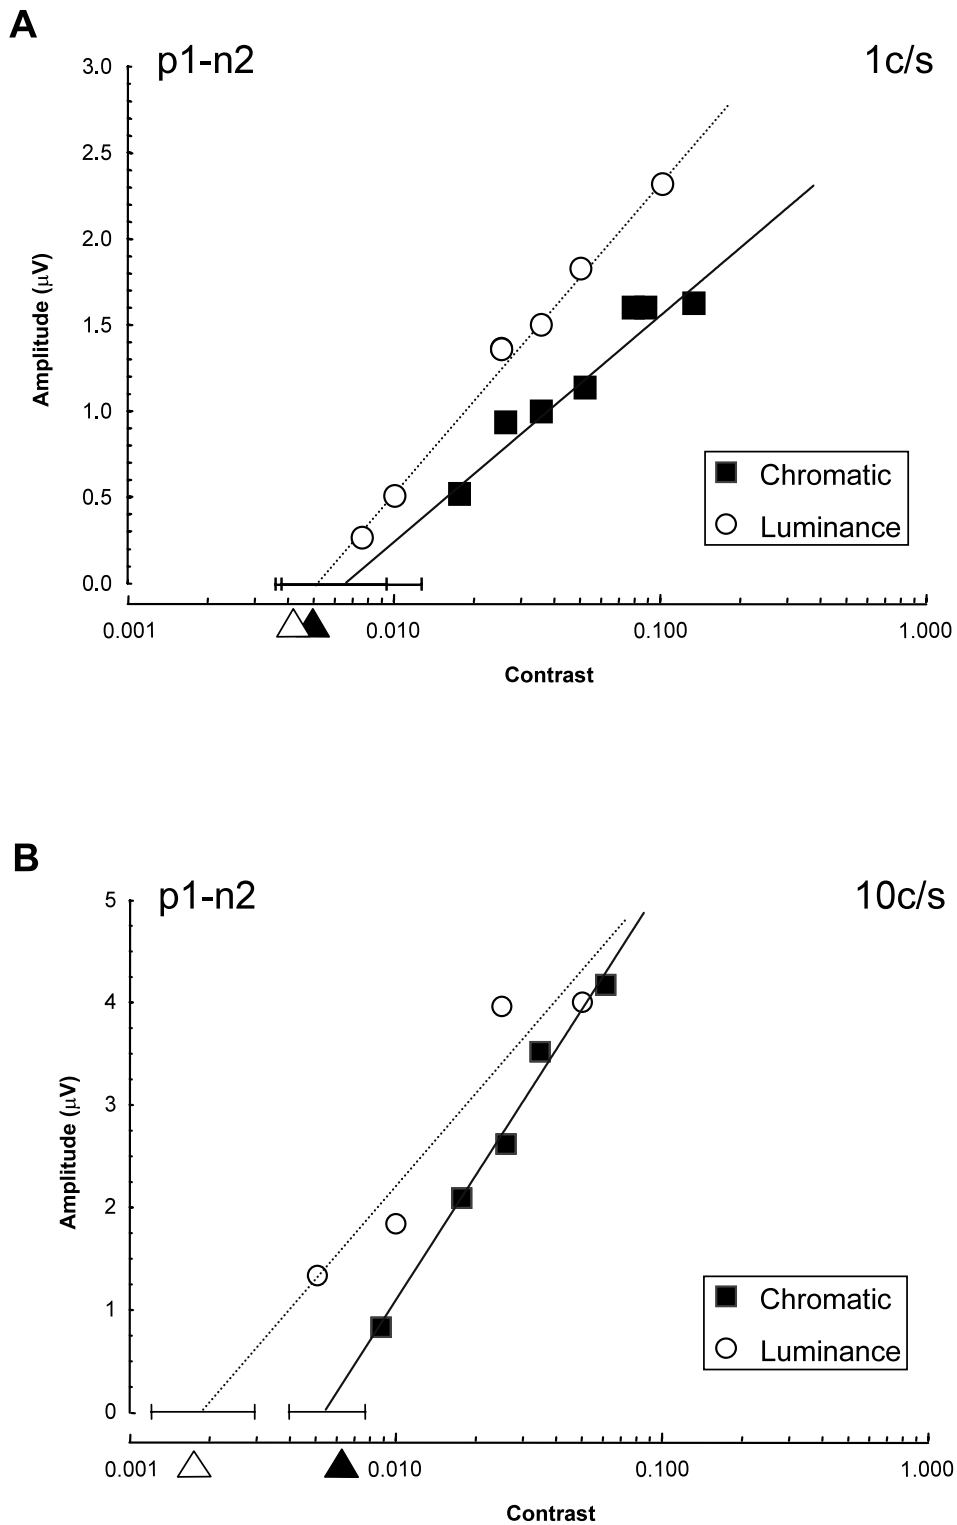 A
p1-n2 1c/s
3.0
2.5
2.0
1.5
1.0
0.5
0.0
Amplitude (µV)
Chromatic
Luminance
0.001 0.010 0.100 1.000
Contrast
B
p1-n2 10c/s
5
4
3
2
1
0
Amplitude (µV)
Chromatic
Luminance
0.001 0.010 0.100 1.000
Contrast